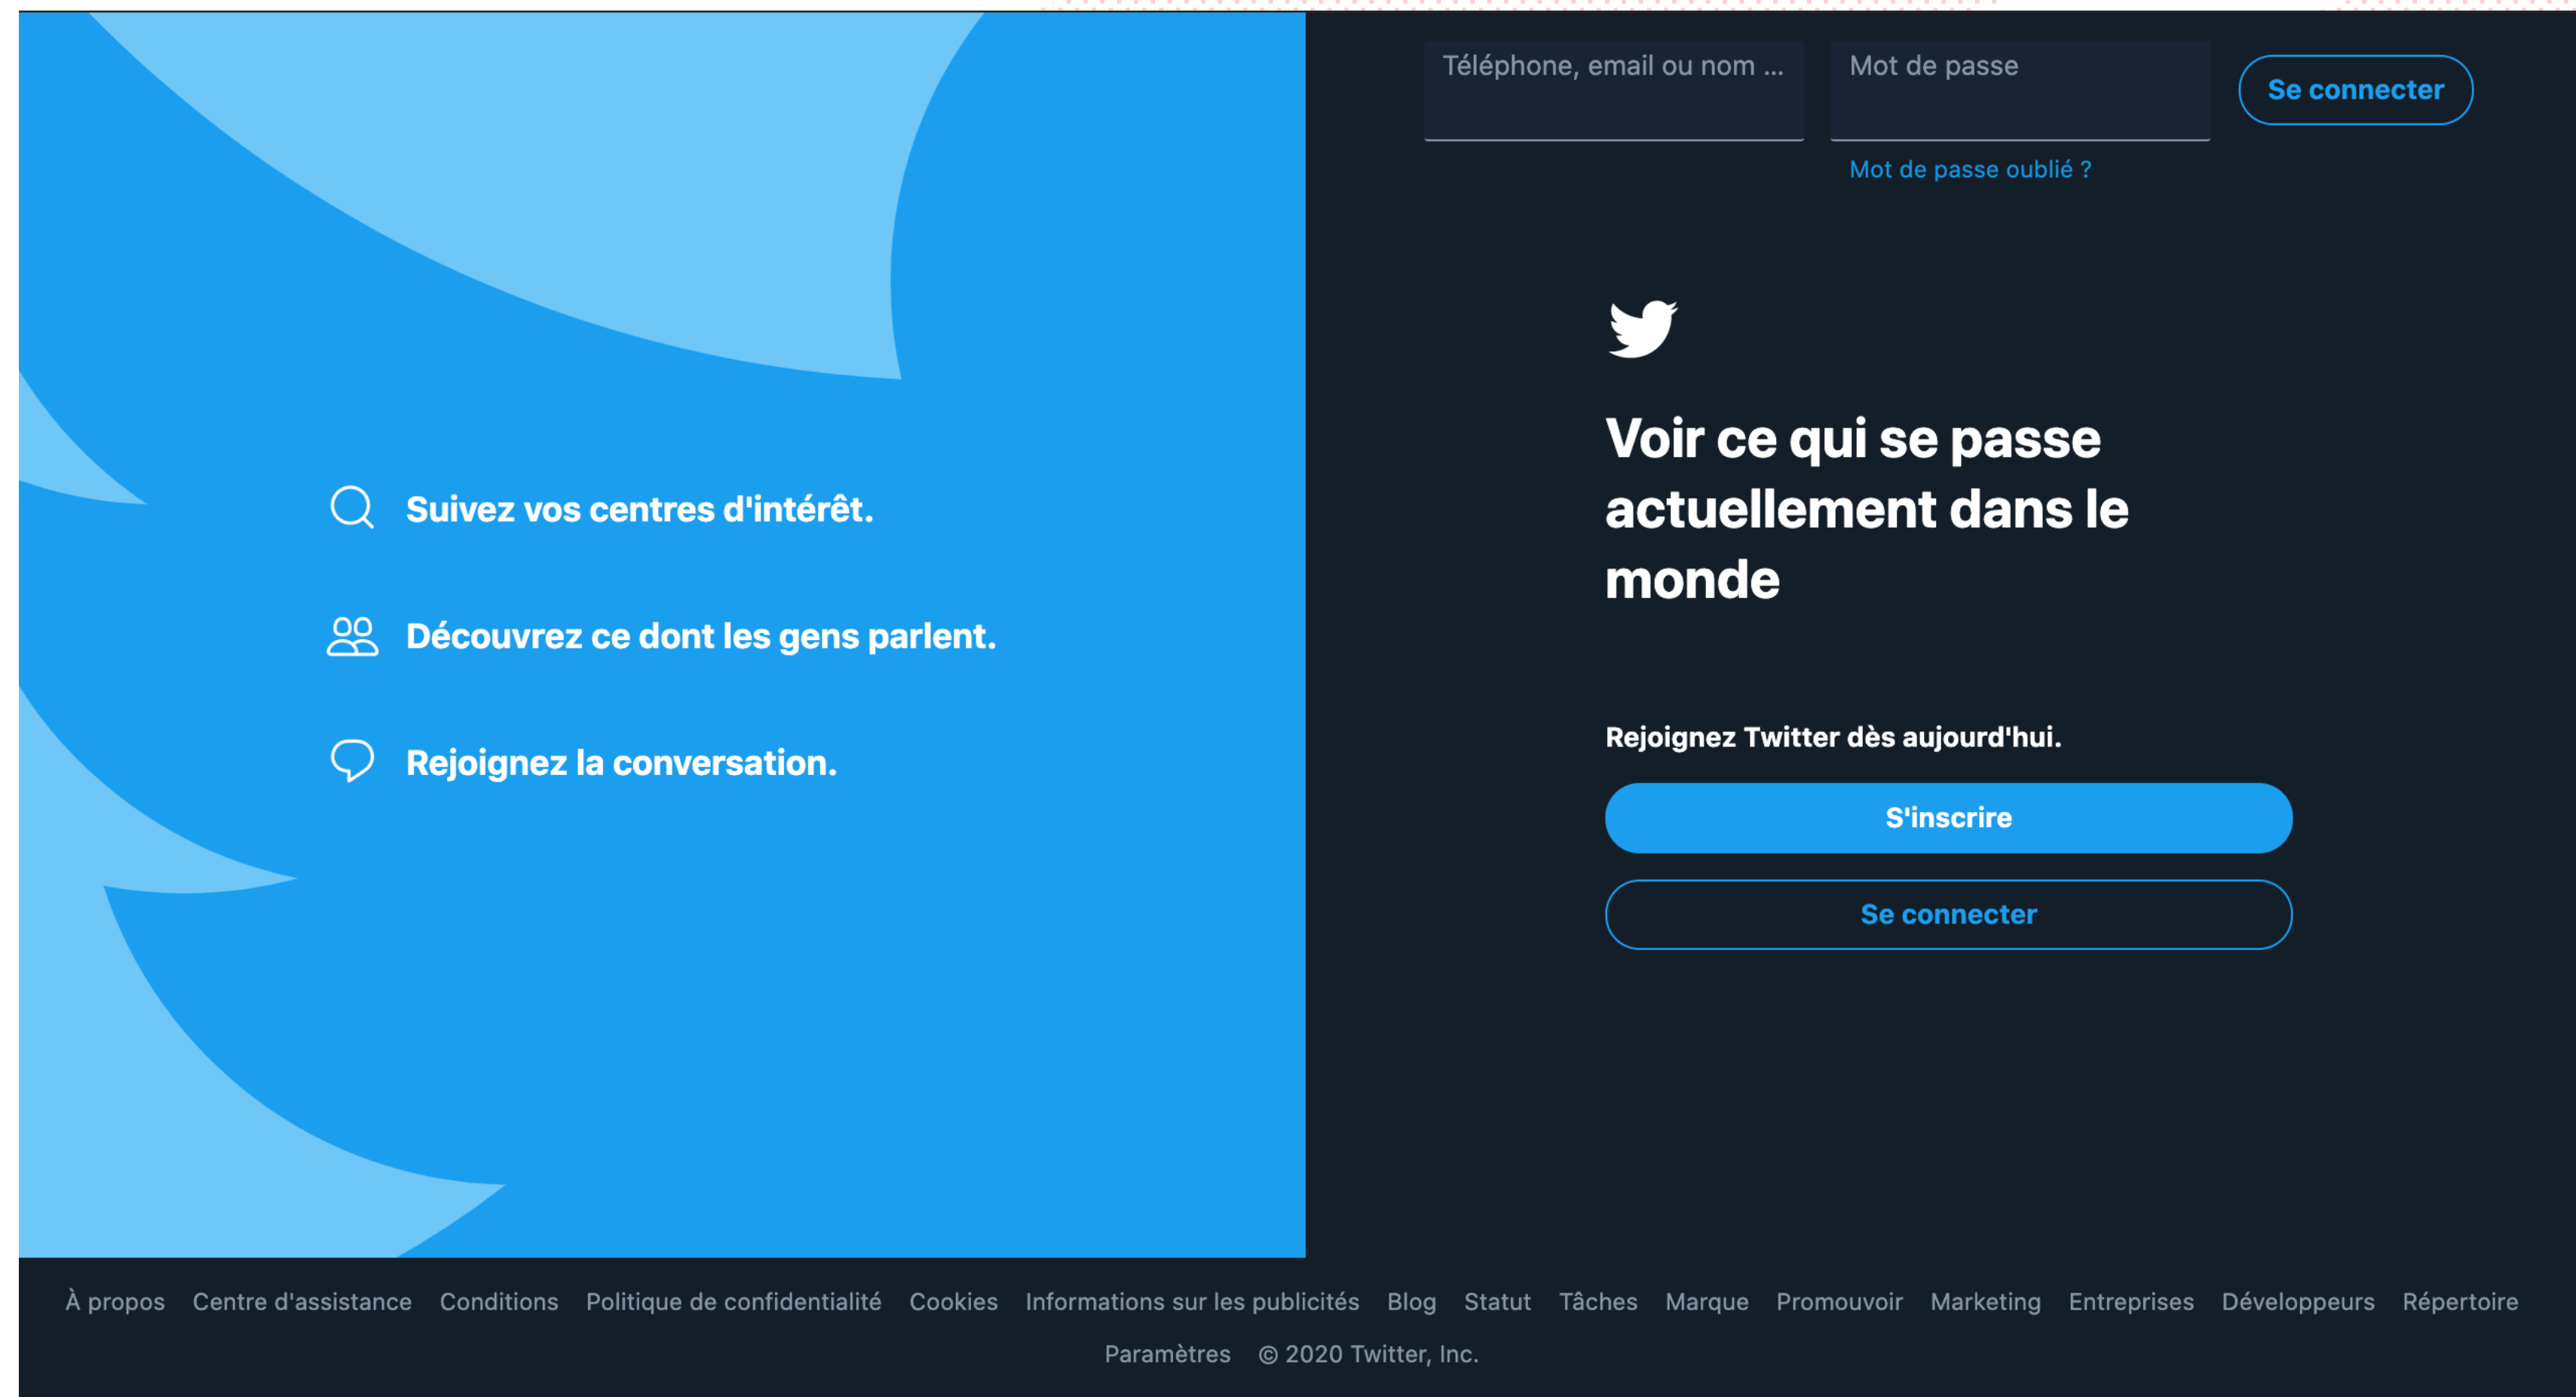 Téléphone, email ou nom ...
Mot de passe
Se connecter
Mot de passe oublié ?
Suivez vos centres d'intérêt.
Découvrez ce dont les gens parlent.
Rejoignez la conversation.
Voir ce qui se passe
actuellement dans le
monde
Rejoignez Twitter dès aujourd'hui.
S'inscrire
Se connecter
À propos Centre d'assistance Conditions Politique de confidentialité Cookies Informations sur les publicités Blog Statut Tâches Marque Promouvoir Marketing Entreprises Développeurs Répertoire
Paramètres © 2020 Twitter, Inc.